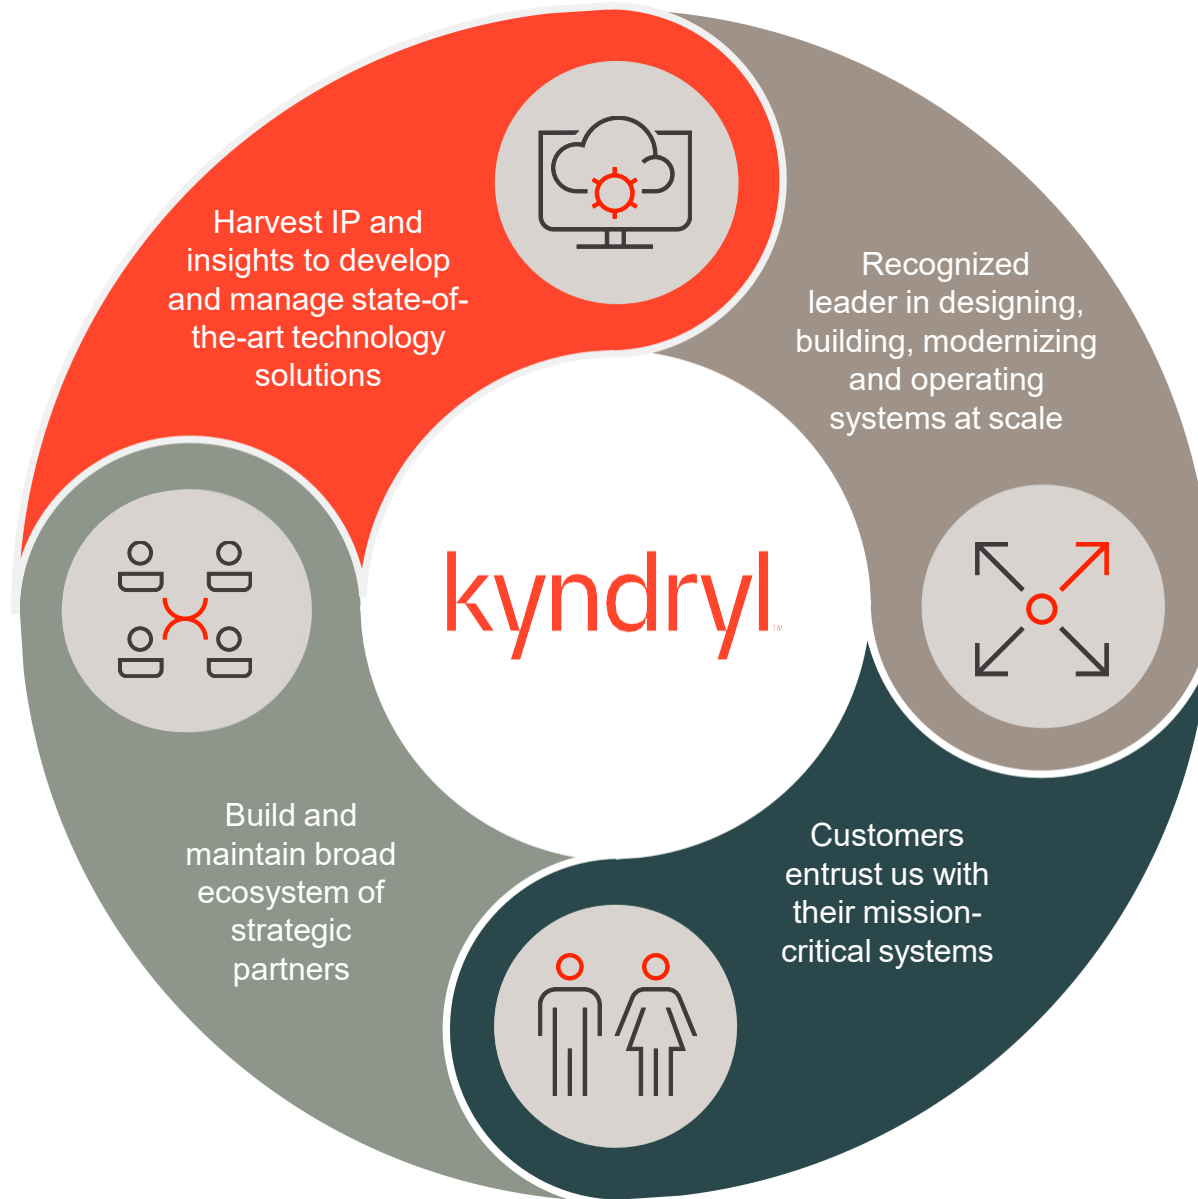 Harvest IP and
insights to develop
and manage state-of-
the-art technology
solutions
Recognized
leader in designing,
building, modernizing
and operating
systems at scale
kyndryl™
Build and
maintain broad
ecosystem of
strategic
partners
Customers
entrust us with
their mission-
critical systems